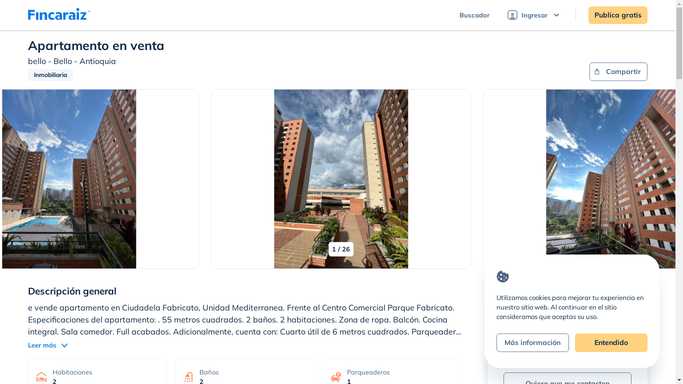 Fincaraiz
Buscador
Ingresar
Publica gratis
Apartamento en venta
bello - Bello - Antioquia
Inmobiliaria
Compartir
1 / 26
Descripción general
e vende apartamento en Ciudadela Fabricato, Unidad Mediterranea. Frente al Centro Comercial Parque Fabricato.
Especificaciones del apartamento: . 55 metros cuadrados. 2 baños. 2 habitaciones. Zona de ropa. Balcón. Cocina
integral. Sala comedor. Full acabados. Adicionalmente, cuenta con: Cuarto útil de 6 metros cuadrados. Parqueader...
Leer más
Habitaciones
2
Baños
2
Parqueaderos
1
Utilizamos cookies para mejorar tu experiencia en
nuestro sitio web. Al continuar en el sitio
consideramos que aceptas su uso.
Más información
Entendido
Quiero que me contacten